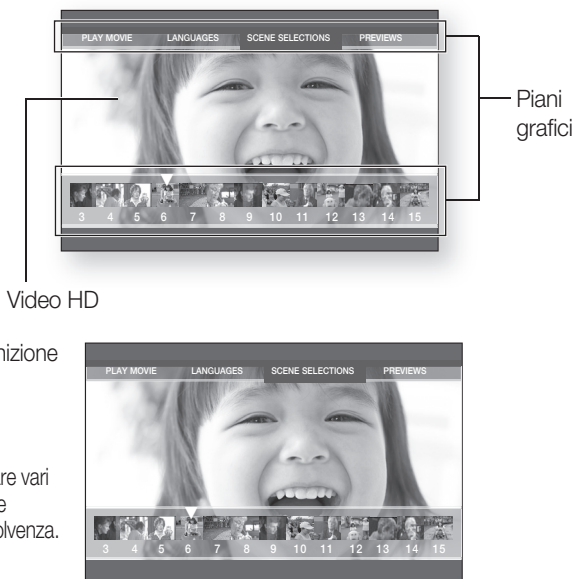 PLAY MOVIE LANGUAGES SCENE SELECTIONS PREVIEWS
Piani
grafici
3 4 5 6 7 8 9 10 11 12 13 14 15
Video HD
nizione
PLAY MOVIE LANGUAGES SCENE SELECTIONS PREVIEWS
re vari
e
olvenza.
3 4 5 6 7 8 9 10 11 12 13 14 15